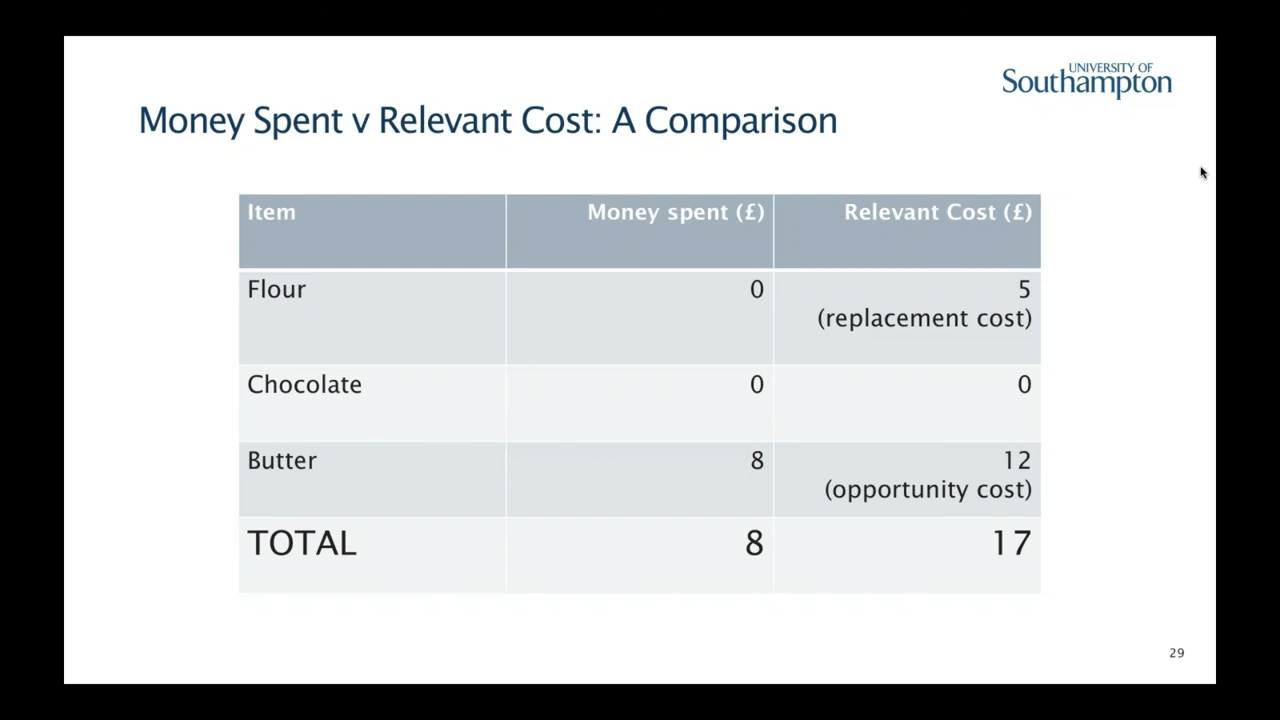 UNIVERSITY OF
Southampton
Money Spent v Relevant Cost: A Comparison
Item Money spent (£) Relevant Cost (£)
Flour 0 5
(replacement cost)
Chocolate 0 0
Butter 8 12
(opportunity cost)
TOTAL 8 17
29